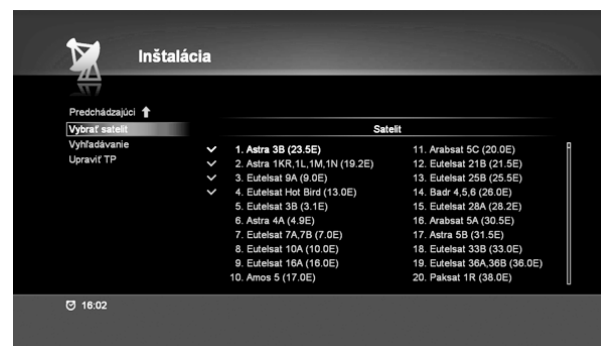 Inštalácia
Predchádzajúci
Vybrať satelit
Vyhľadávanie
Upraviť TP
Satelit
1. Astra 3B (23.5E)
2. Astra 1KR,1L,1M,1N (19.2E)
3. Eutelsat 9A (9.0E)
4. Eutelsat Hot Bird (13.0E)
5. Eutelsat 3B (3.1E)
6. Astra 4A (4.9E)
7. Eutelsat 7A,7B (7.0E)
8. Eutelsat 10A (10.0E)
9. Eutelsat 16A (16.0E)
10. Amos 5 (17.0E)
11. Arabsat 5C (20.0E)
12. Eutelsat 21B (21.5E)
13. Eutelsat 25B (25.5E)
14. Badr 4,5,6 (26.0E)
15. Eutelsat 28A (28.2E)
16. Arabsat 5A (30.5E)
17. Astra 5B (31.5E)
18. Eutelsat 33B (33.0E)
19. Eutelsat 36A,36B (36.0E)
20. Paksat 1R (38.0E)
16:02